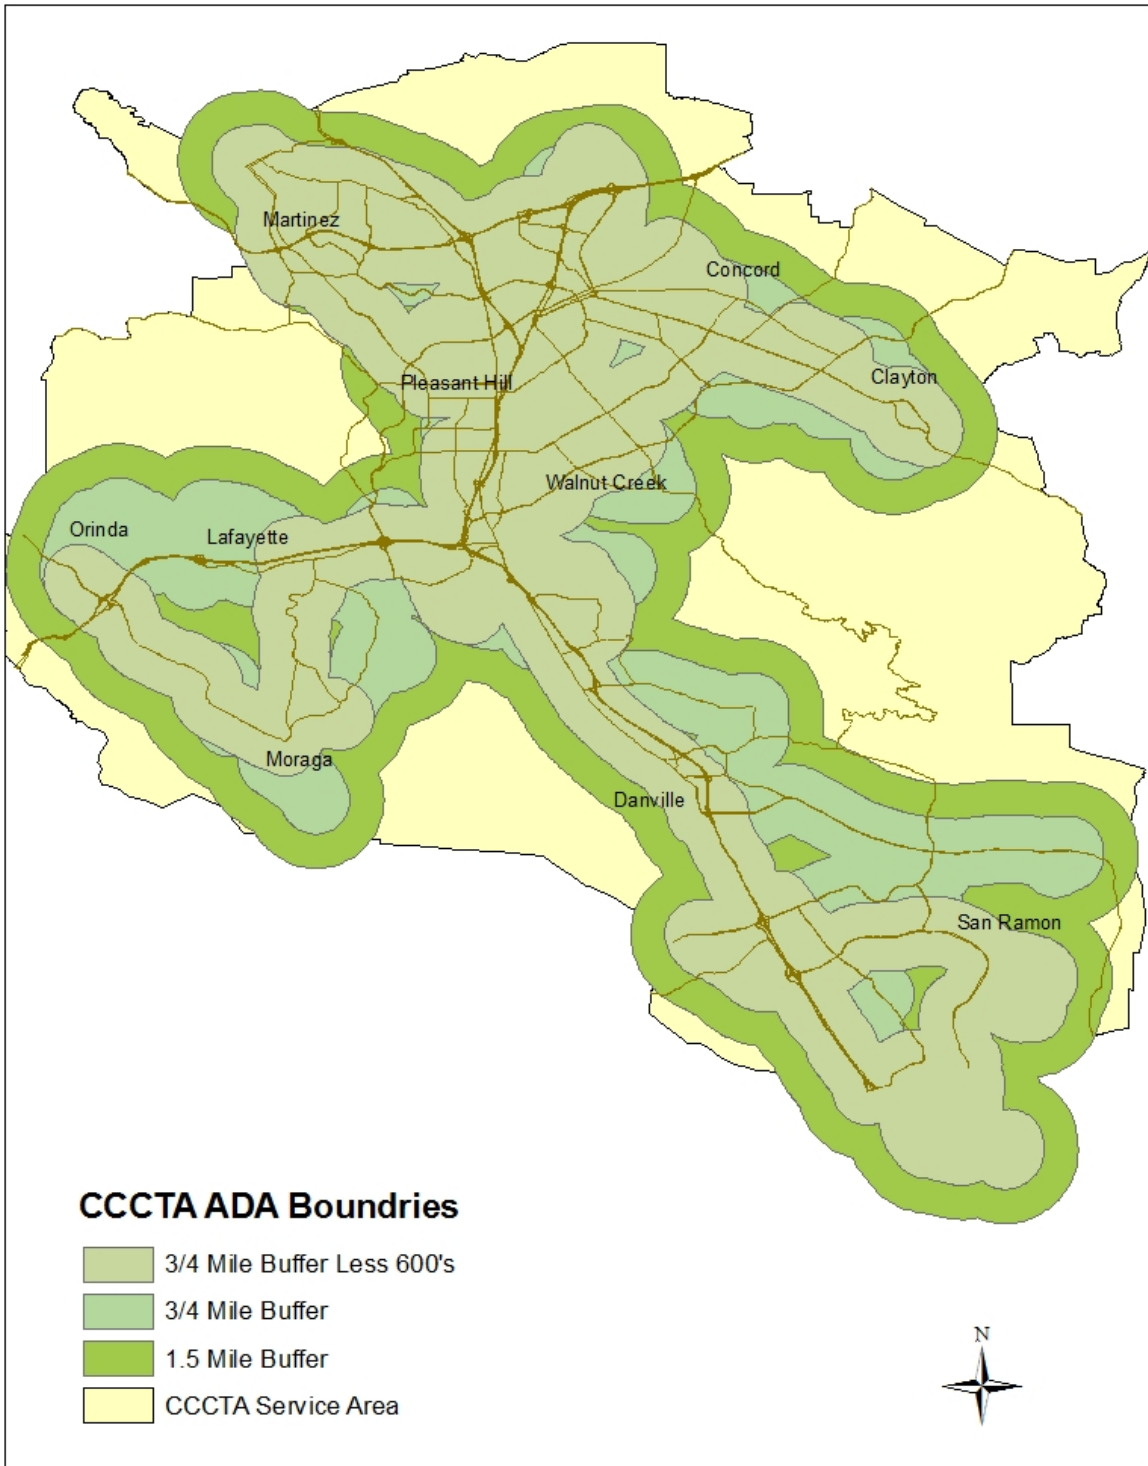 Martinez
Concord
Pleasant Hill
Clayton
Walnut Creek
Orinda
Lafayette
Moraga
Danville
San Ramon
CCCTA ADA Boundries
3/4 Mile Buffer Less 600's
3/4 Mile Buffer
1.5 Mile Buffer
CCCTA Service Area
N